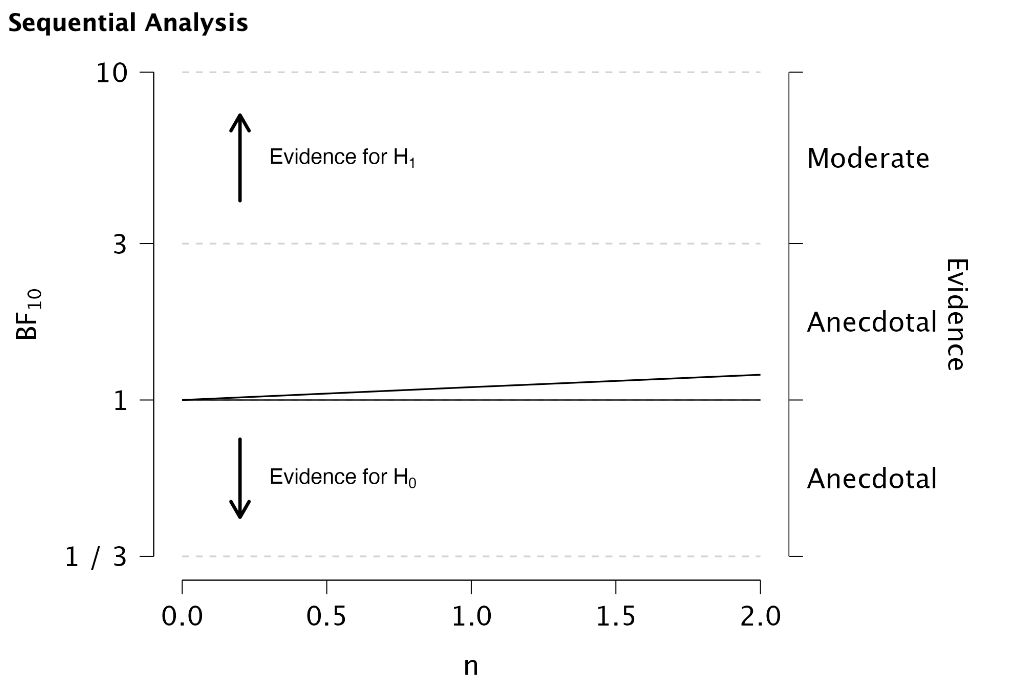 Sequential Analysis
10
3
1
1 / 3
BF₁₀
Evidence for H₁
Evidence for H₀
Moderate
Anecdotal
Anecdotal
Evidence
0.0 0.5 1.0 1.5 2.0
n